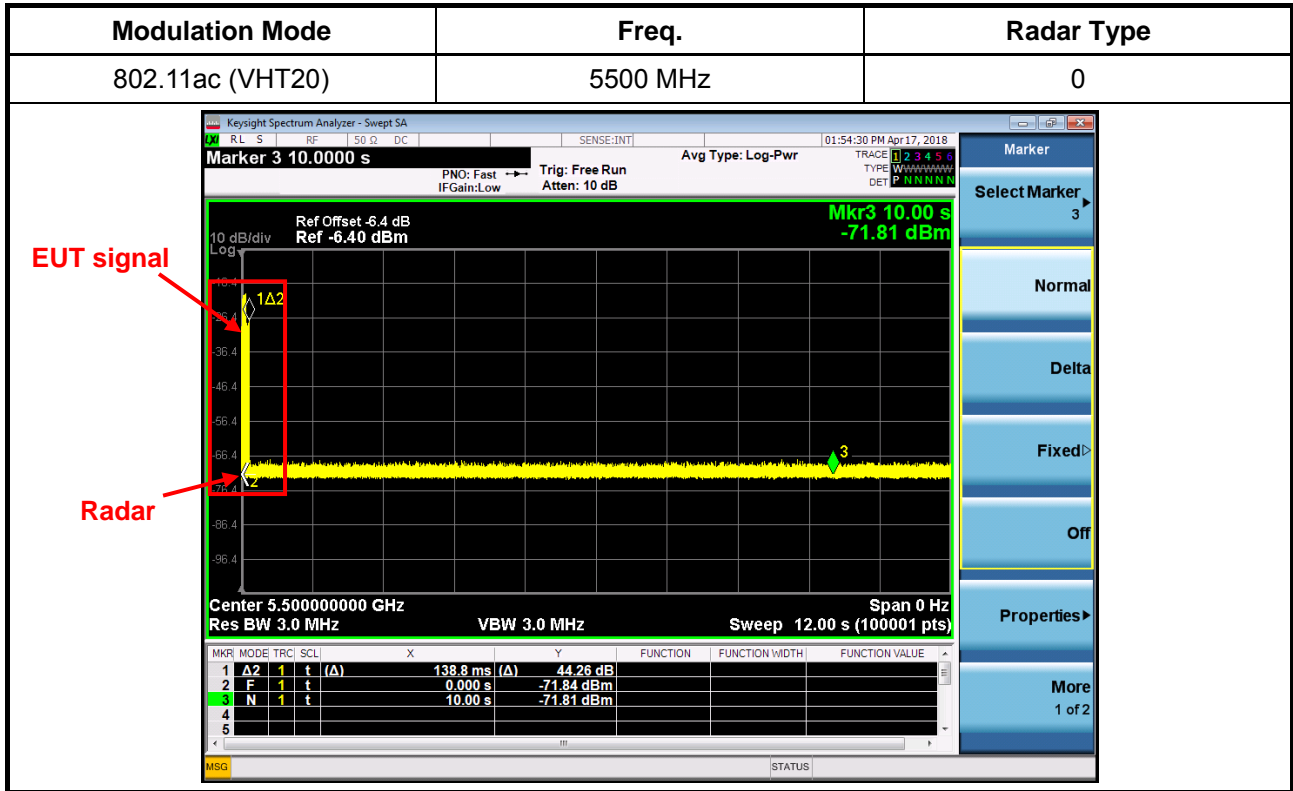 Modulation Mode Freq. Radar Type
802.11ac (VHT20) 5500 MHz 0
Keysight Spectrum Analyzer - Swept SA
LXI RL S RF 50 Ω DC SENSE:INT 01:54:30 PM Apr 17, 2018
Marker 3 10.0000 s Avg Type: Log-Pwr TRACE 1 2 3 4 5 6
PNO: Fast Trig: Free Run TYPE WWWWWW
IFGain:Low Atten: 10 dB DET P N N N N N
Marker
Select Marker
3
Normal
Delta
Fixed
Off
Properties
More
1 of 2
Mkr3 10.00 s
-71.81 dBm
Ref Offset -6.4 dB
10 dB/div Ref -6.40 dBm
Log
EUT signal
-16.4
1Δ2
-26.4
-36.4
-46.4
-56.4
-66.4
3
2
-76.4
Radar
-86.4
-96.4
Center 5.500000000 GHz Span 0 Hz
Res BW 3.0 MHz VBW 3.0 MHz Sweep 12.00 s (100001 pts)
MKR MODE TRC SCL X Y FUNCTION FUNCTION WIDTH FUNCTION VALUE
1 Δ2 1 t (Δ) 138.8 ms (Δ) 44.26 dB
2 F 1 t 0.000 s -71.84 dBm
3 N 1 t 10.00 s -71.81 dBm
4
5
MSG STATUS